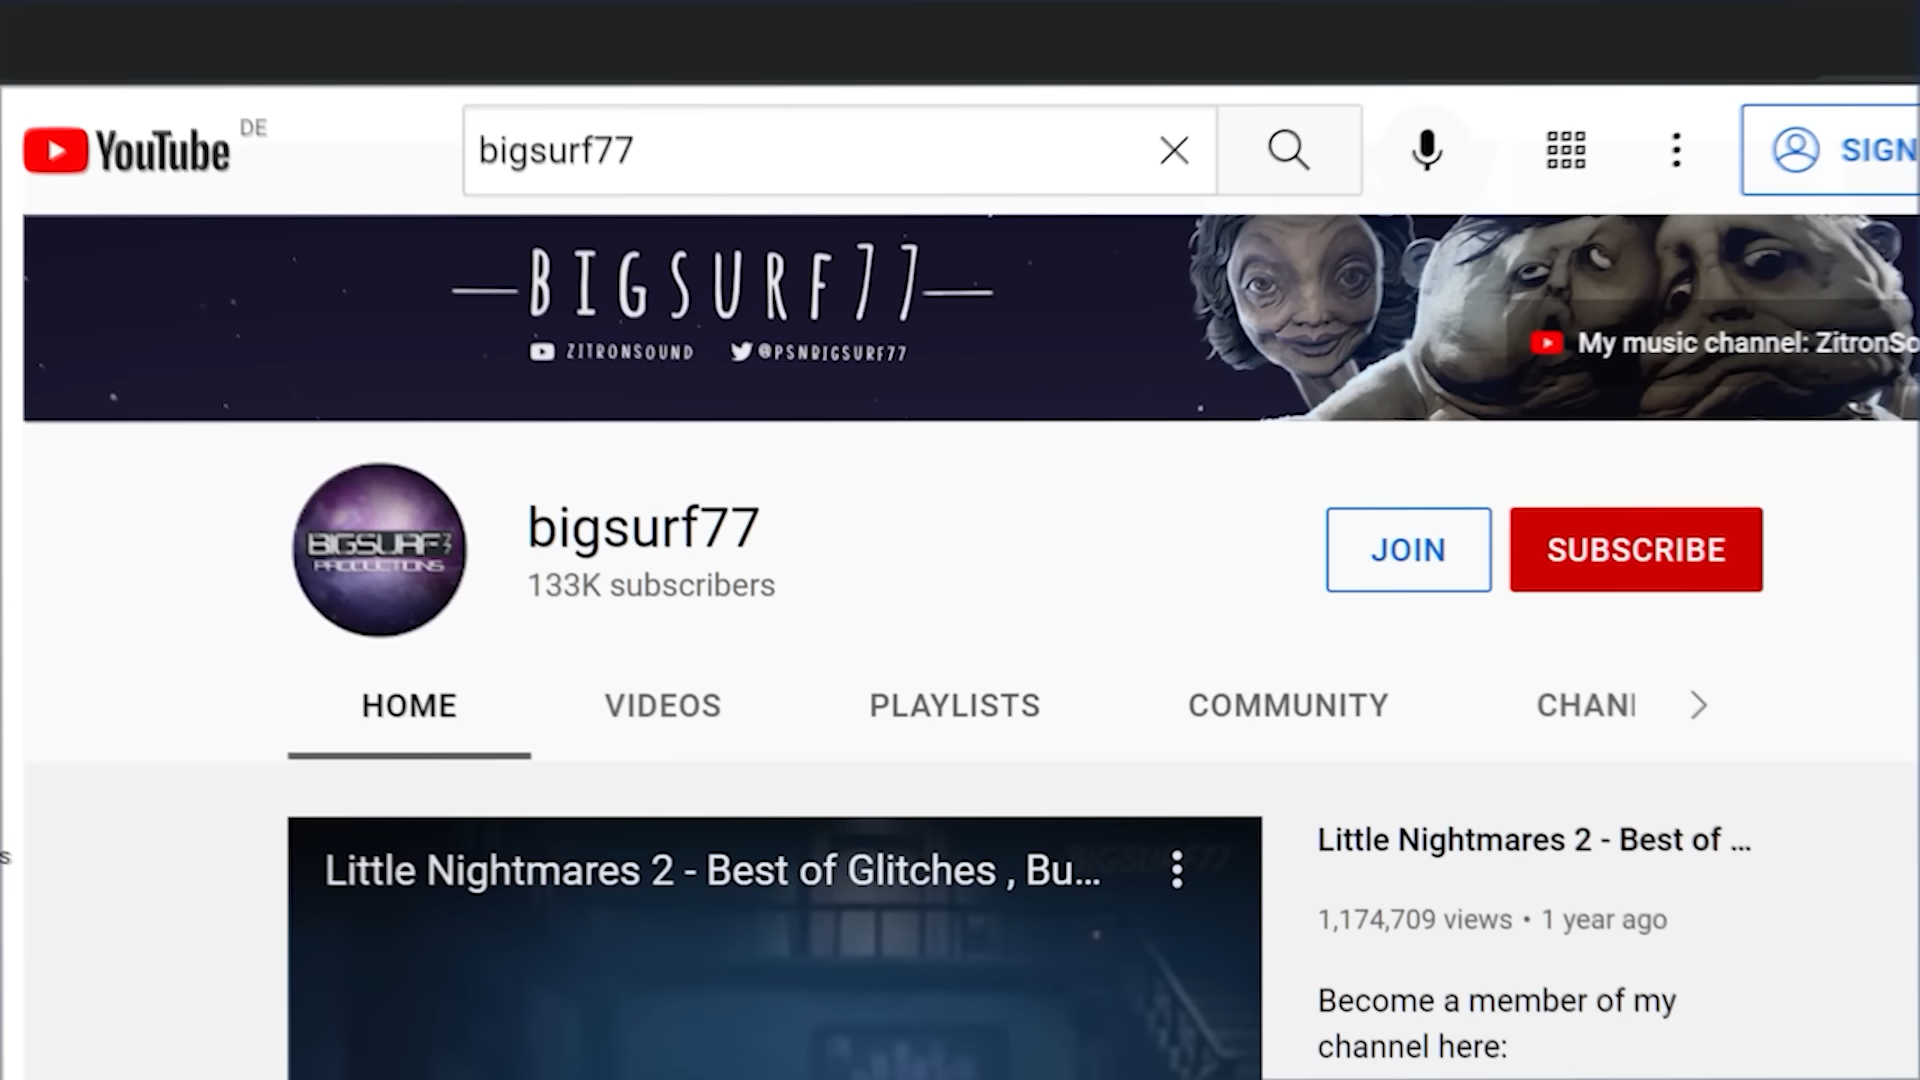 YouTube DE
bigsurf77
SIGN
BIGSURF77
ZITRONSOUND @PSNBIGSURF77
My music channel: ZitronSo
BIGSURF77
PRODUCTIONS
bigsurf77
133K subscribers
JOIN
SUBSCRIBE
HOME
VIDEOS
PLAYLISTS
COMMUNITY
CHAN
Little Nightmares 2 - Best of Glitches , Bu...
BIGSURF77
Little Nightmares 2 - Best of ...
1,174,709 views • 1 year ago
s
Become a member of my
channel here: